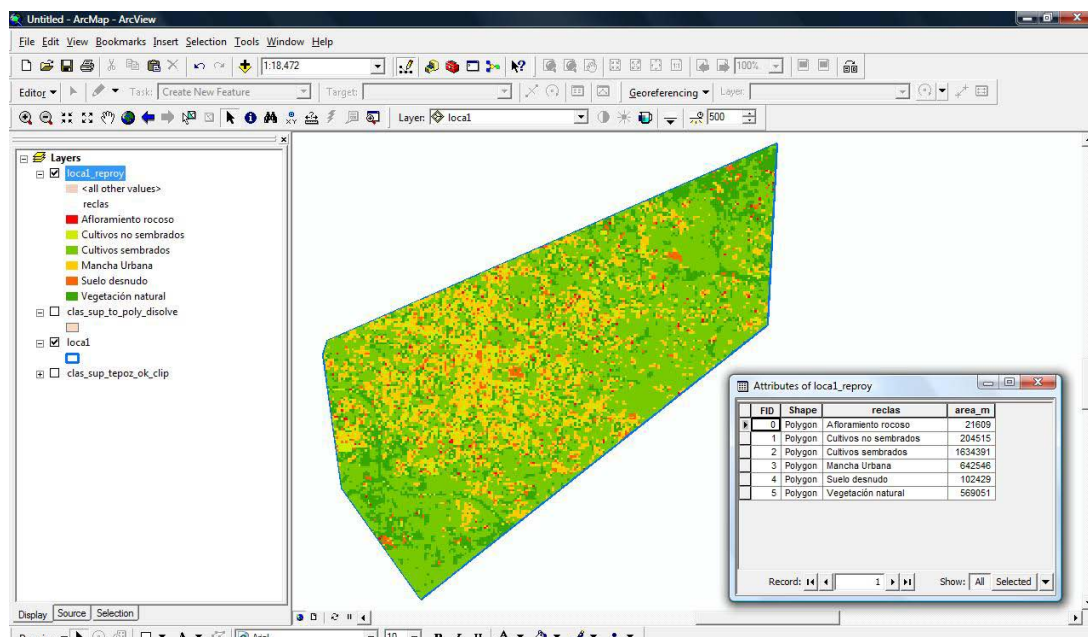 Untitled - ArcMap - ArcView
File Edit View Bookmarks Insert Selection Tools Window Help
1:18,472
100%
Editor Task: Create New Feature Target: Georeferencing Layer:
Layer: loca1 500
Layers
loca1_reproy
<all other values>
reclas
Afloramiento rocoso
Cultivos no sembrados
Cultivos sembrados
Mancha Urbana
Suelo desnudo
Vegetación natural
clas_sup_to_poly_disolve
loca1
clas_sup_tepoz_ok_clip
Attributes of loca1_reproy
FID Shape reclas area_m
0 Polygon Afloramiento rocoso 21609
1 Polygon Cultivos no sembrados 204515
2 Polygon Cultivos sembrados 1634391
3 Polygon Mancha Urbana 642546
4 Polygon Suelo desnudo 102429
5 Polygon Vegetación natural 569051
Record: 1 Show: All Selected
Display Source Selection